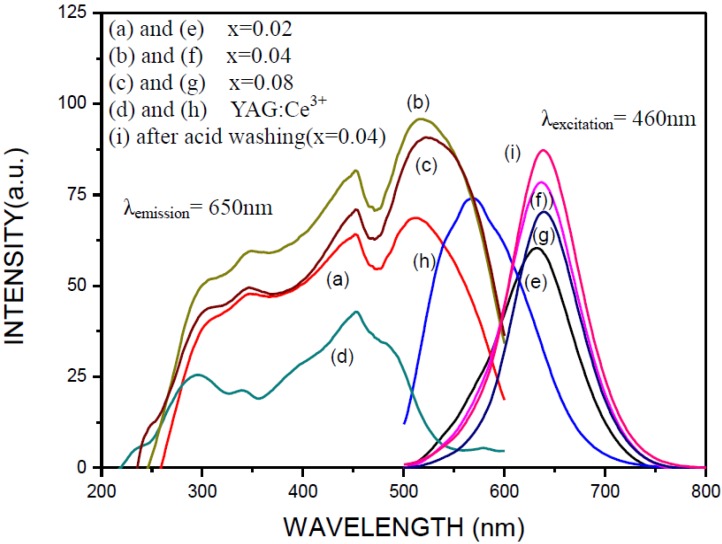 125
100
75
50
25
0
INTENSITY(a.u.)
(a) and (e) x=0.02
(b) and (f) x=0.04
(c) and (g) x=0.08
(d) and (h) YAG:Ce³⁺
(i) after acid washing(x=0.04)
λemission= 650nm
λexcitation= 460nm
(b)
(c)
(a)
(d)
(h)
(i)
(f)
(g)
(e)
200 300 400 500 600 700 800
WAVELENGTH (nm)